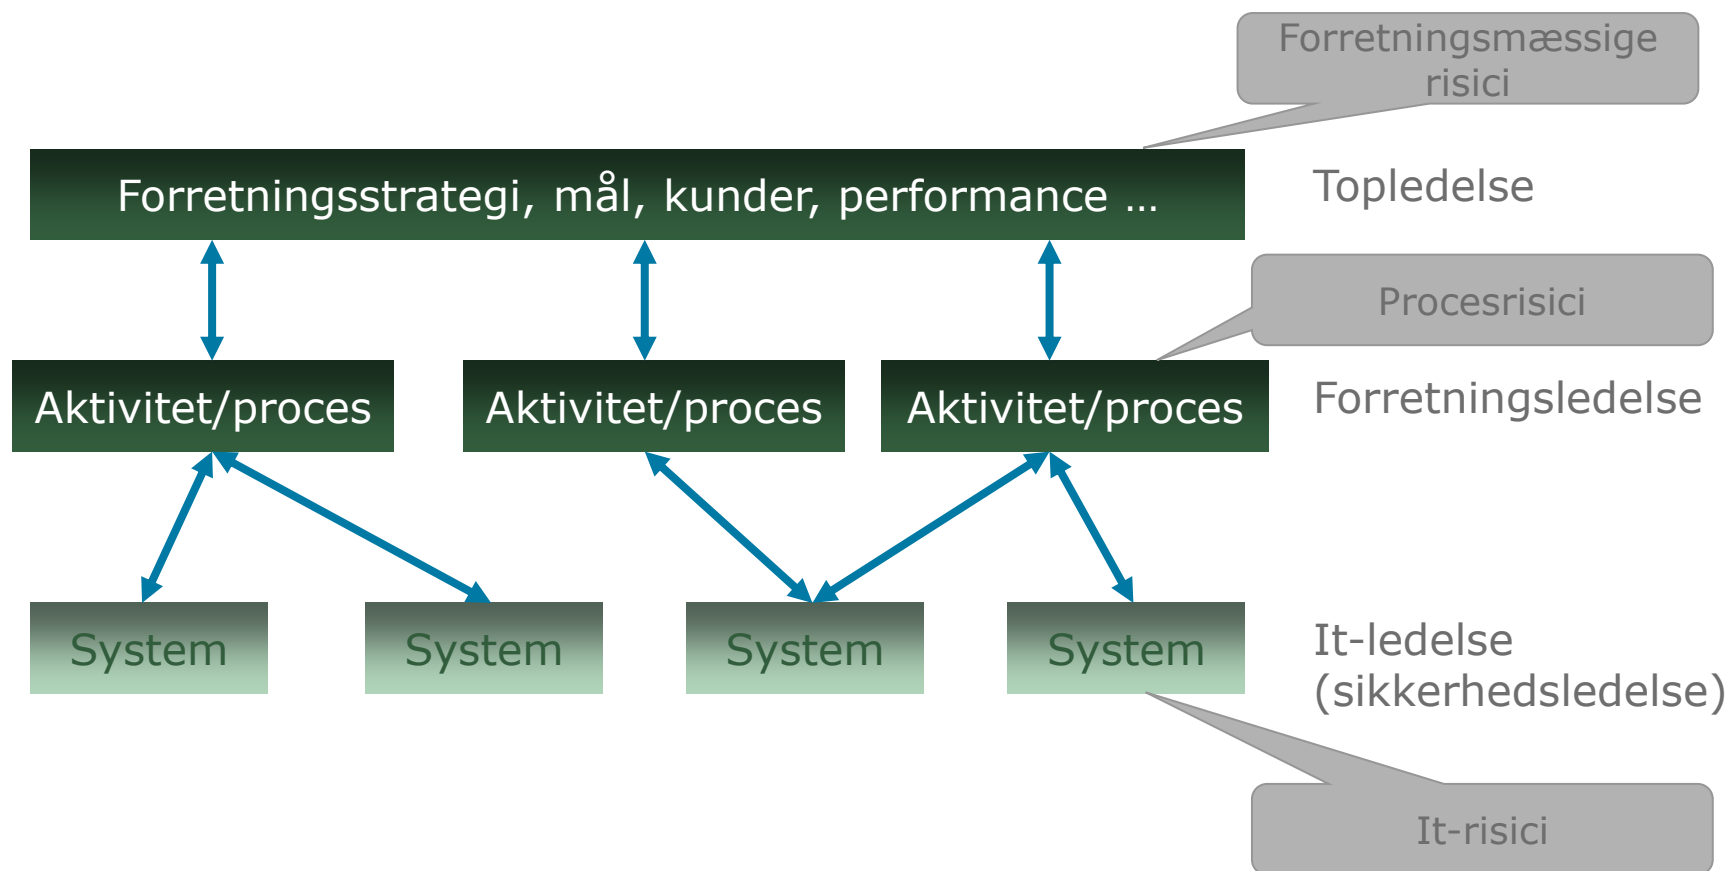 Forretningsmæssige
risici
Forretningsstrategi, mål, kunder, performance …
Topledelse
Procesrisici
Aktivitet/proces
Aktivitet/proces
Aktivitet/proces
Forretningsledelse
System
System
System
System
It-ledelse
(sikkerhedsledelse)
It-risici